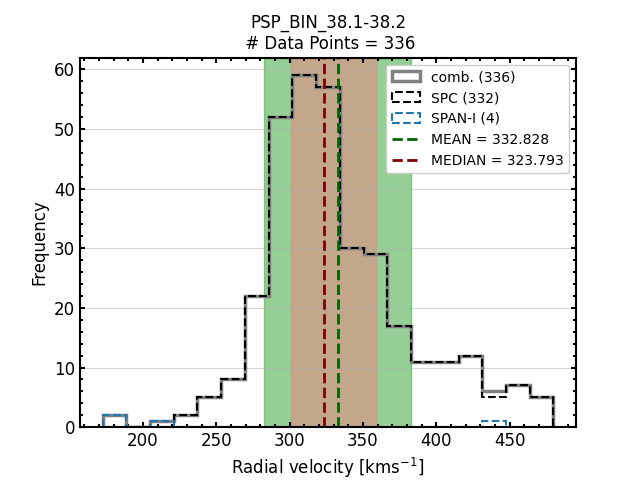 PSP_BIN_38.1-38.2
# Data Points = 336
comb. (336)
SPC (332)
SPAN-I (4)
MEAN = 332.828
MEDIAN = 323.793
Frequency
60
50
40
30
20
10
0
200 250 300 350 400 450
Radial velocity [kms⁻¹]